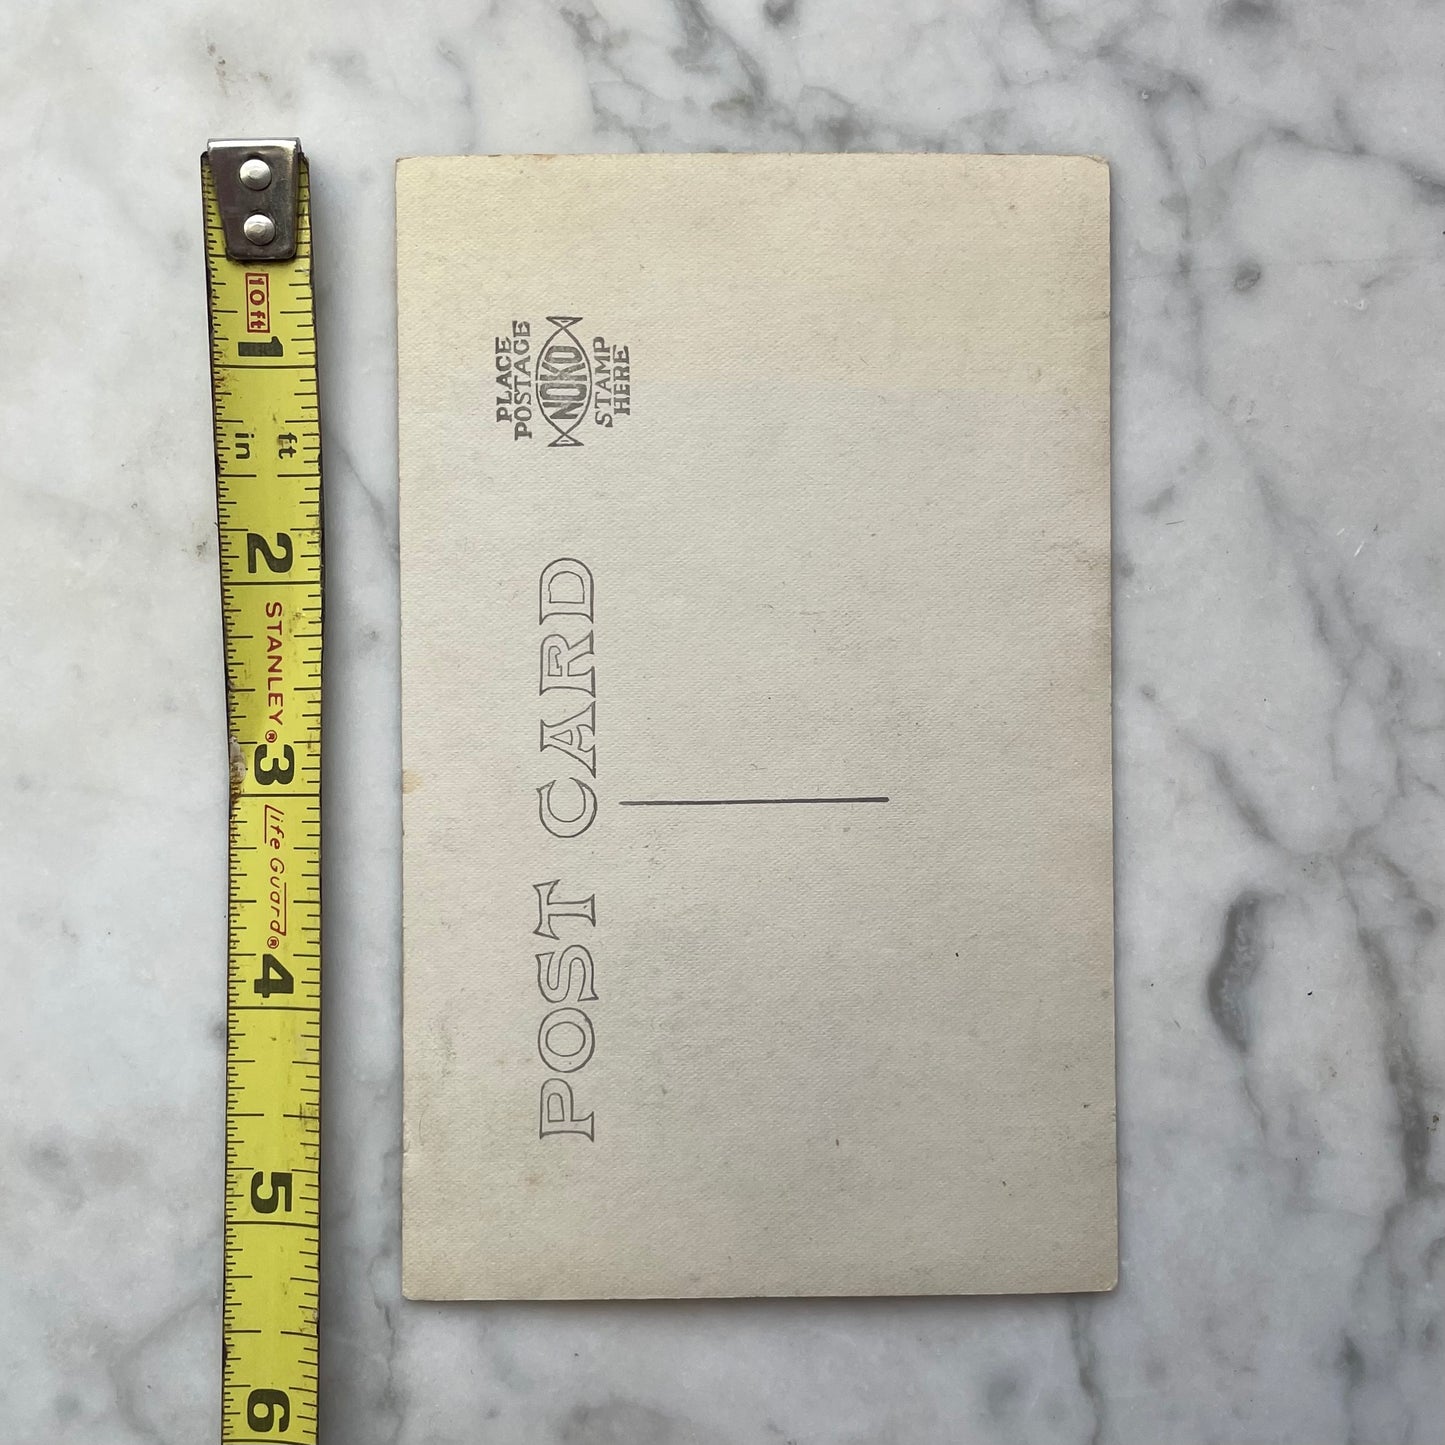 10 ft
1
in ft
2
STANLEY®
3
Life Guard®
4
5
6
PLACE
POSTAGE
NOKO
STAMP
HERE
POST CARD